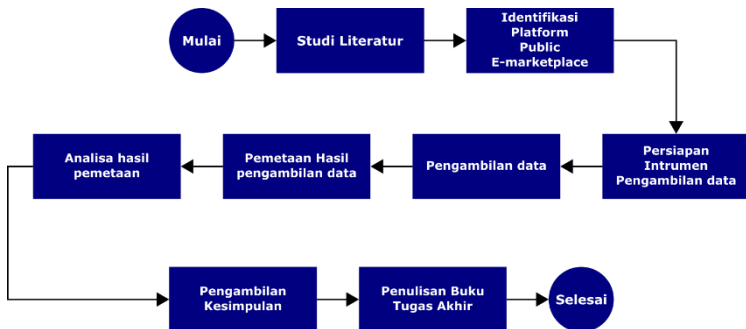 Mulai
Studi Literatur
Identifikasi
Platform
Public
E-marketplace
Persiapan
Intrumen
Pengambilan data
Pengambilan data
Pemetaan Hasil
pengambilan data
Analisa hasil
pemetaan
Pengambilan
Kesimpulan
Penulisan Buku
Tugas Akhir
Selesai